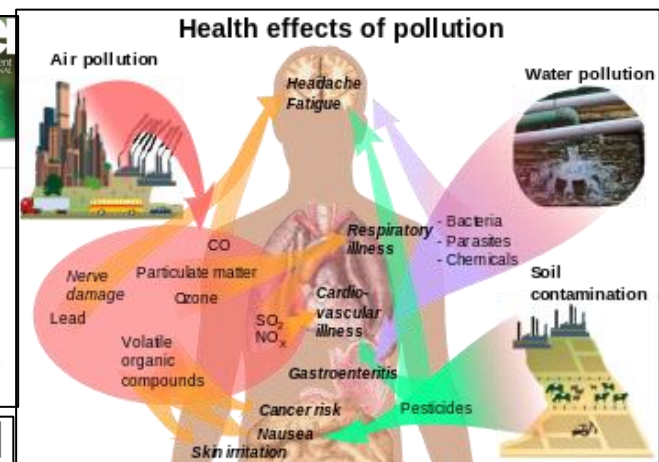 Health effects of pollution
Air pollution
Water pollution
Headache
Fatigue
CO
Particulate matter
Ozone
Nerve
damage
Lead
SO₂
NOₓ
Volatile
organic
compounds
Respiratory
illness
Cardio-
vascular
illness
Gastroenteritis
Cancer risk
Nausea
Skin irritation
- Bacteria
- Parasites
- Chemicals
Soil
contamination
Pesticides